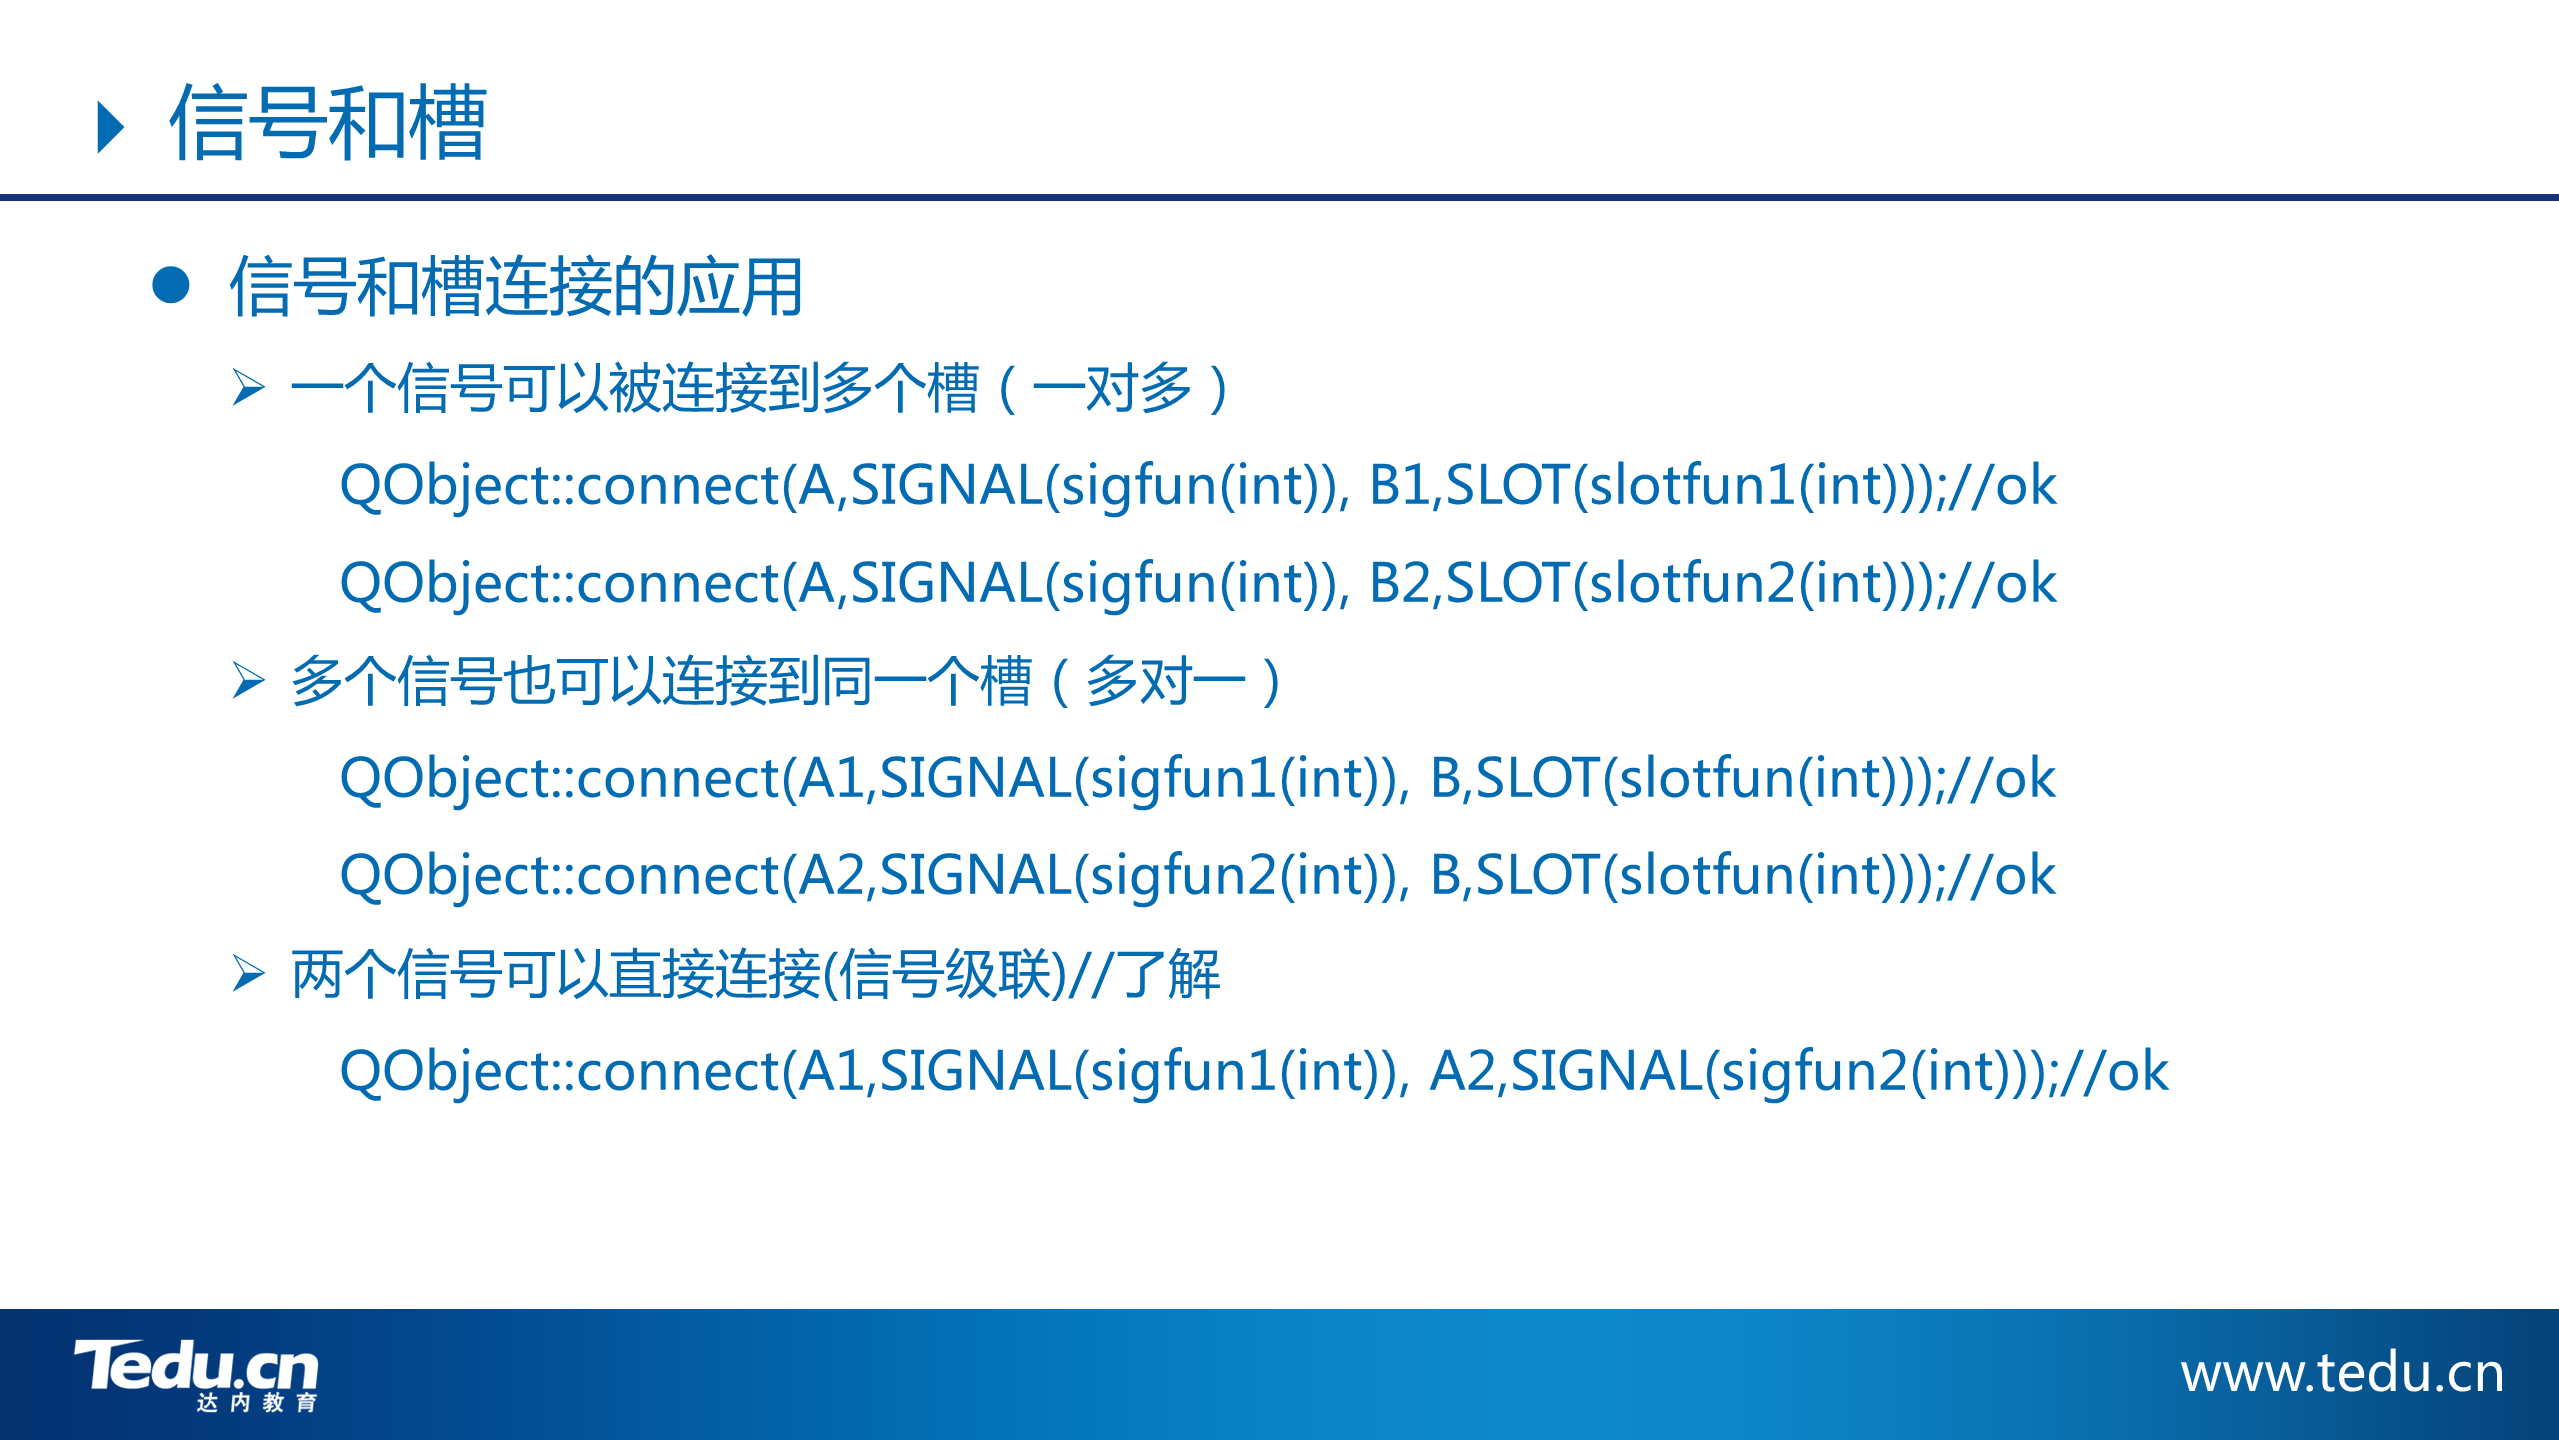 信号和槽
信号和槽连接的应用
一个信号可以被连接到多个槽（一对多）
QObject::connect(A,SIGNAL(sigfun(int)), B1,SLOT(slotfun1(int)));//ok
QObject::connect(A,SIGNAL(sigfun(int)), B2,SLOT(slotfun2(int)));//ok
多个信号也可以连接到同一个槽（多对一）
QObject::connect(A1,SIGNAL(sigfun1(int)), B,SLOT(slotfun(int)));//ok
QObject::connect(A2,SIGNAL(sigfun2(int)), B,SLOT(slotfun(int)));//ok
两个信号可以直接连接(信号级联)//了解
QObject::connect(A1,SIGNAL(sigfun1(int)), A2,SIGNAL(sigfun2(int)));//ok
Tedu.cn
达内教育
www.tedu.cn